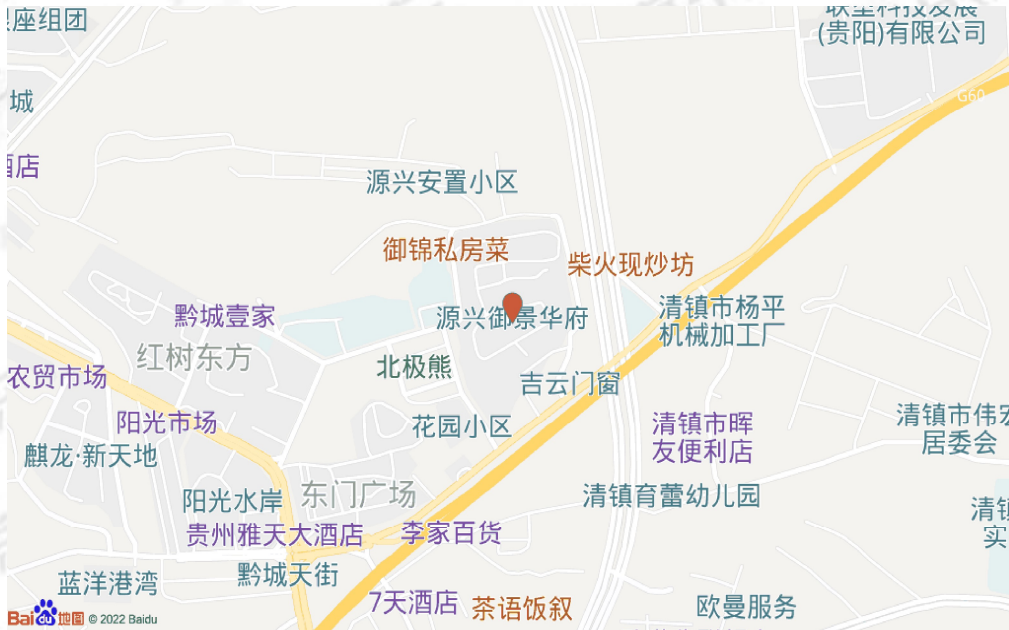 座组团
联塑科技发展
(贵阳)有限公司
城
G60
酒店
源兴安置小区
御锦私房菜
柴火现炒坊
黔城壹家
源兴御景华府
清镇市杨平
机械加工厂
红树东方
北极熊
农贸市场
吉云门窗
阳光市场
花园小区
清镇市晖
友便利店
清镇市伟宏
居委会
麒龙·新天地
阳光水岸
东门广场
清镇育蕾幼儿园
清镇
实
贵州雅天大酒店
李家百货
黔城天街
蓝洋港湾
7天酒店
茶语饭叙
欧曼服务
Bai du 地图 © 2022 Baidu